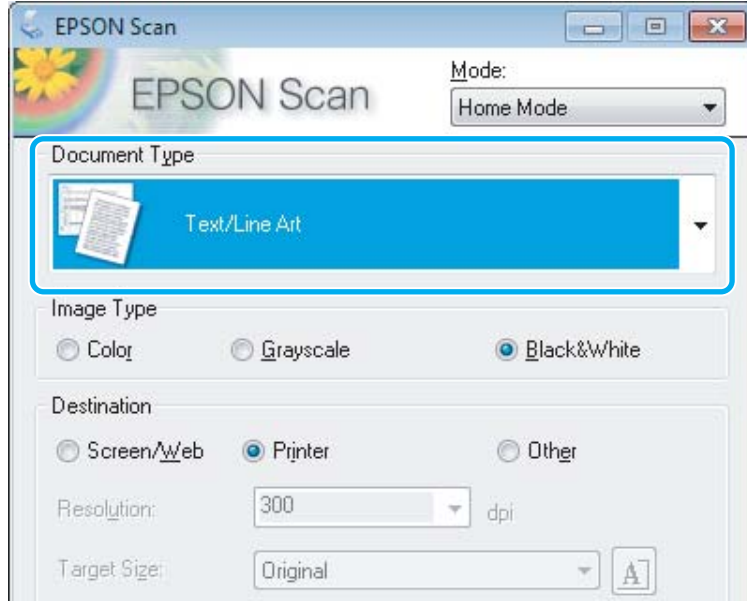 EPSON Scan
EPSON Scan
Mode:
Home Mode
Document Type
Text/Line Art
Image Type
Color Grayscale Black&White
Destination
Screen/Web Printer Other
Resolution: 300 dpi
Target Size: Original A